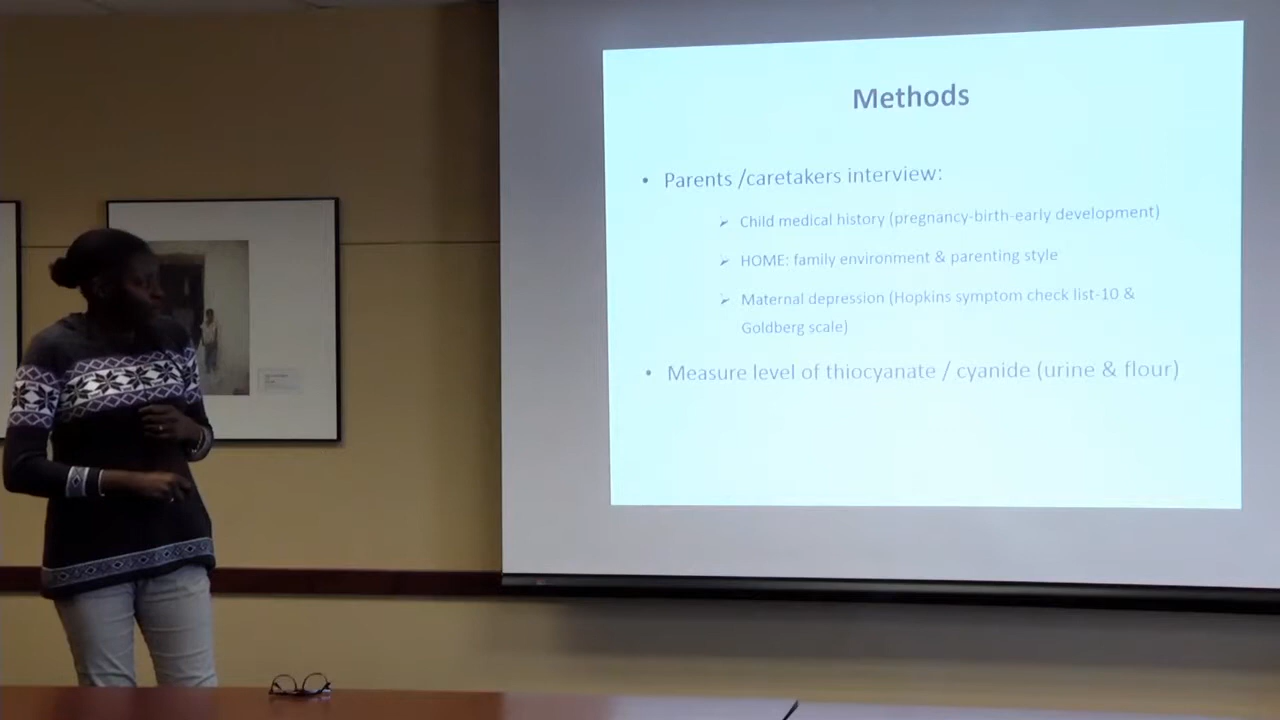 Methods
• Parents /caretakers interview:
➢ Child medical history (pregnancy-birth-early development)
➢ HOME: family environment & parenting style
➢ Maternal depression (Hopkins symptom check list-10 &
Goldberg scale)
• Measure level of thiocyanate / cyanide (urine & flour)